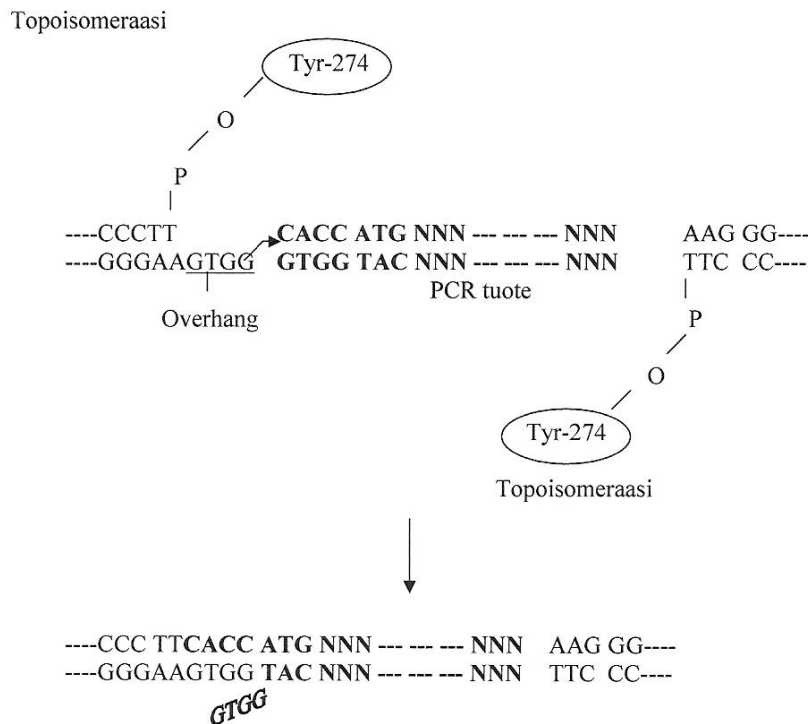 Topoisomeraasi
Tyr-274
O
P
----CCCTT CACC ATG NNN --- --- --- NNN AAG GG----
----GGGAAGTGG GTGG TAC NNN --- --- --- NNN TTC CC----
PCR tuote
Overhang
P
O
Tyr-274
Topoisomeraasi
----CCC TTCACC ATG NNN --- --- --- NNN AAG GG----
----GGGAAGTGG TAC NNN --- --- --- NNN TTC CC----
GTGG